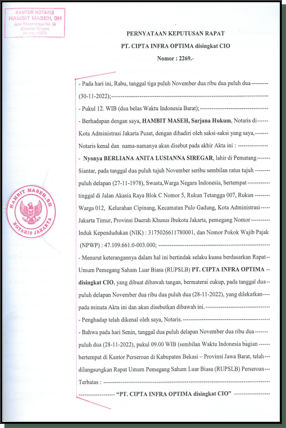 KANTOR NOTARIS
HAMBIT MASEH, SH
PERNYATAAN KEPUTUSAN RAPAT
PT. CIPTA INFRA OPTIMA disingkat CIO
Nomor : 2269.-
- Pada hari ini, Rabu, tanggal tiga puluh November dua ribu dua puluh dua ---------
(30-11-2022);---------
- Pukul 12. WIB (dua belas Waktu Indonesia Barat);---------
- Berhadapan dengan saya, HAMBIT MASEH, Sarjana Hukum, Notaris di-----
Kota Administrasi Jakarta Pusat, dengan dihadiri oleh saksi-saksi yang saya,------
Notaris kenal dan nama-namanya akan disebut pada akhir Akta ini : ---------
- Nyonya BERLIANA ANITA LUSIANNA SIREGAR, lahir di Pematang------
Siantar, pada tanggal dua puluh tujuh November seribu sembilan ratus tujuh ------
puluh delapan (27-11-1978), Swasta,Warga Negara Indonesia, bertempat -----------
tinggal di Jalan Akasia Raya Blok C Nomor 5, Rukun Tetangga 007, Rukun --------
Warga 012, Kelurahan Cipinang, Kecamatan Pulo Gadung, Kota Administrasi -----
Jakarta Timur, Provinsi Daerah Khusus Ibukota Jakarta, pemegang Nomor ---------
Induk Kependudukan (NIK) : 3175026611780001, dan Nomor Pokok Wajib Pajak
(NPWP) : 47.109.661.0-003.000; ---------
- Menurut keterangannya dalam hal ini bertindak selaku kuasa berdasarkan Rapat--
Umum Pemegang Saham Luar Biasa (RUPSLB) PT. CIPTA INFRA OPTIMA --
disingkat CIO, yang dibuat dibawah tangan, bermaterai cukup, pada tanggal dua--
puluh delapan November dua ribu dua puluh dua (28-11-2022), yang dilekatkan----
pada minuta Akta ini dan akan disebutkan dibawah ini.---------
- Penghadap telah dikenal oleh saya, Notaris. ---------
- Bahwa pada hari Senin, tanggal dua puluh delapan November dua ribu dua-------
puluh dua (28-11-2022), pukul 09.00 WIB (sembilan Waktu Indonesia bagian ------
bertempat di Kantor Perseroan di Kabupaten Bekasi – Provinsi Jawa Barat, telah---
dilangsungkan Rapat Umum Pemegang Saham Luar Biasa (RUPSLB) Perseroan---
Terbatas : ---------
--------- “PT. CIPTA INFRA OPTIMA disingkat CIO” ---------
HAMBIT MASEH, SH
NOTARIS JAKARTA